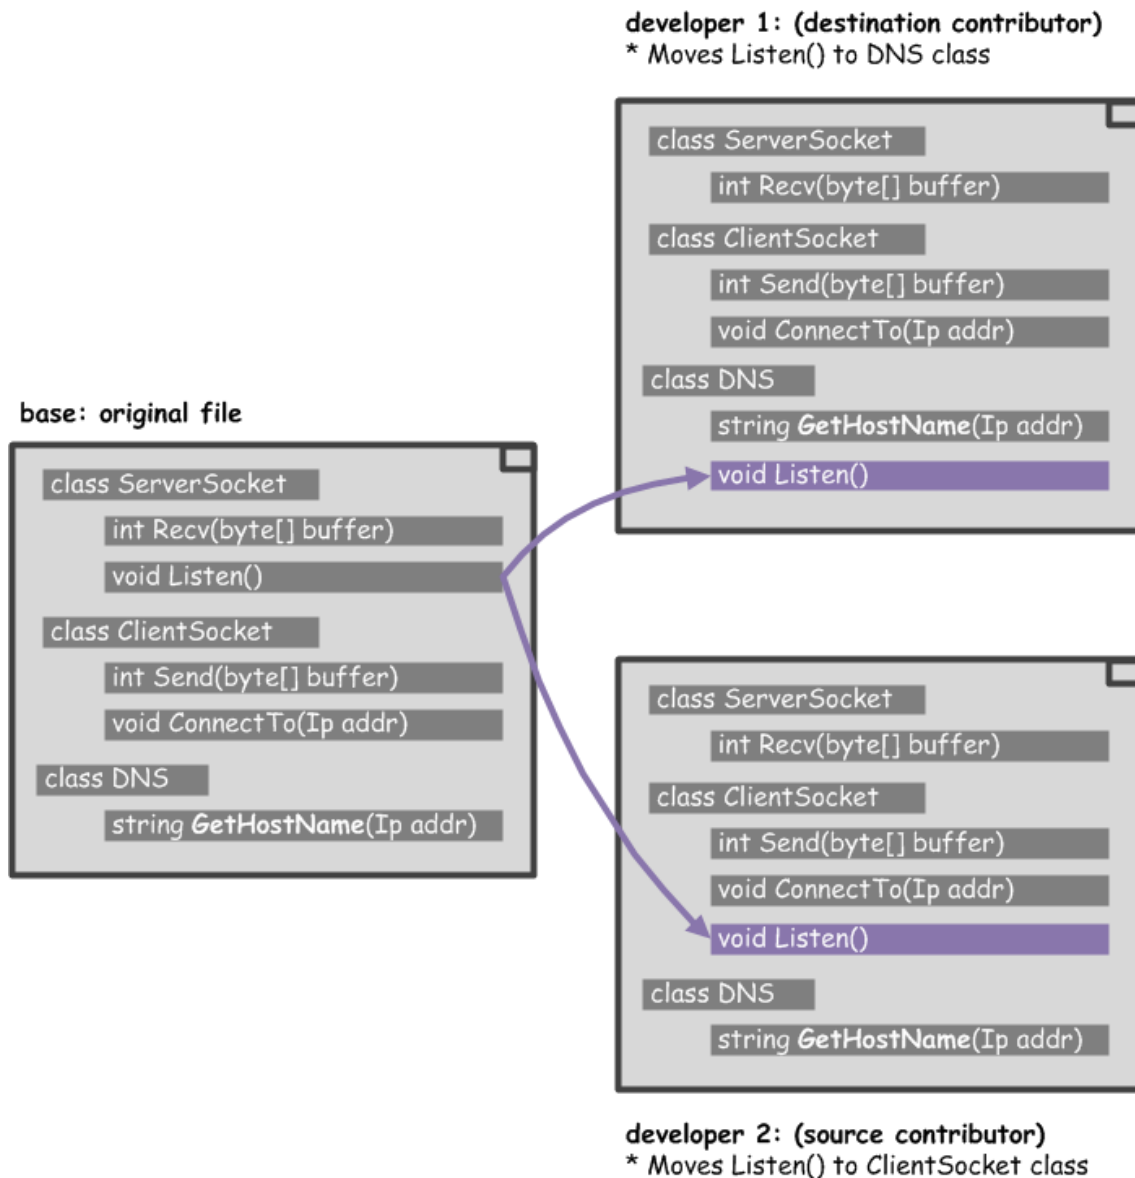 developer 1: (destination contributor)
* Moves Listen() to DNS class
class ServerSocket
int Recv(byte[] buffer)
class ClientSocket
int Send(byte[] buffer)
void ConnectTo(Ip addr)
class DNS
string GetHostName(Ip addr)
void Listen()
base: original file
class ServerSocket
int Recv(byte[] buffer)
void Listen()
class ClientSocket
int Send(byte[] buffer)
void ConnectTo(Ip addr)
class DNS
string GetHostName(Ip addr)
class ServerSocket
int Recv(byte[] buffer)
class ClientSocket
int Send(byte[] buffer)
void ConnectTo(Ip addr)
void Listen()
class DNS
string GetHostName(Ip addr)
developer 2: (source contributor)
* Moves Listen() to ClientSocket class